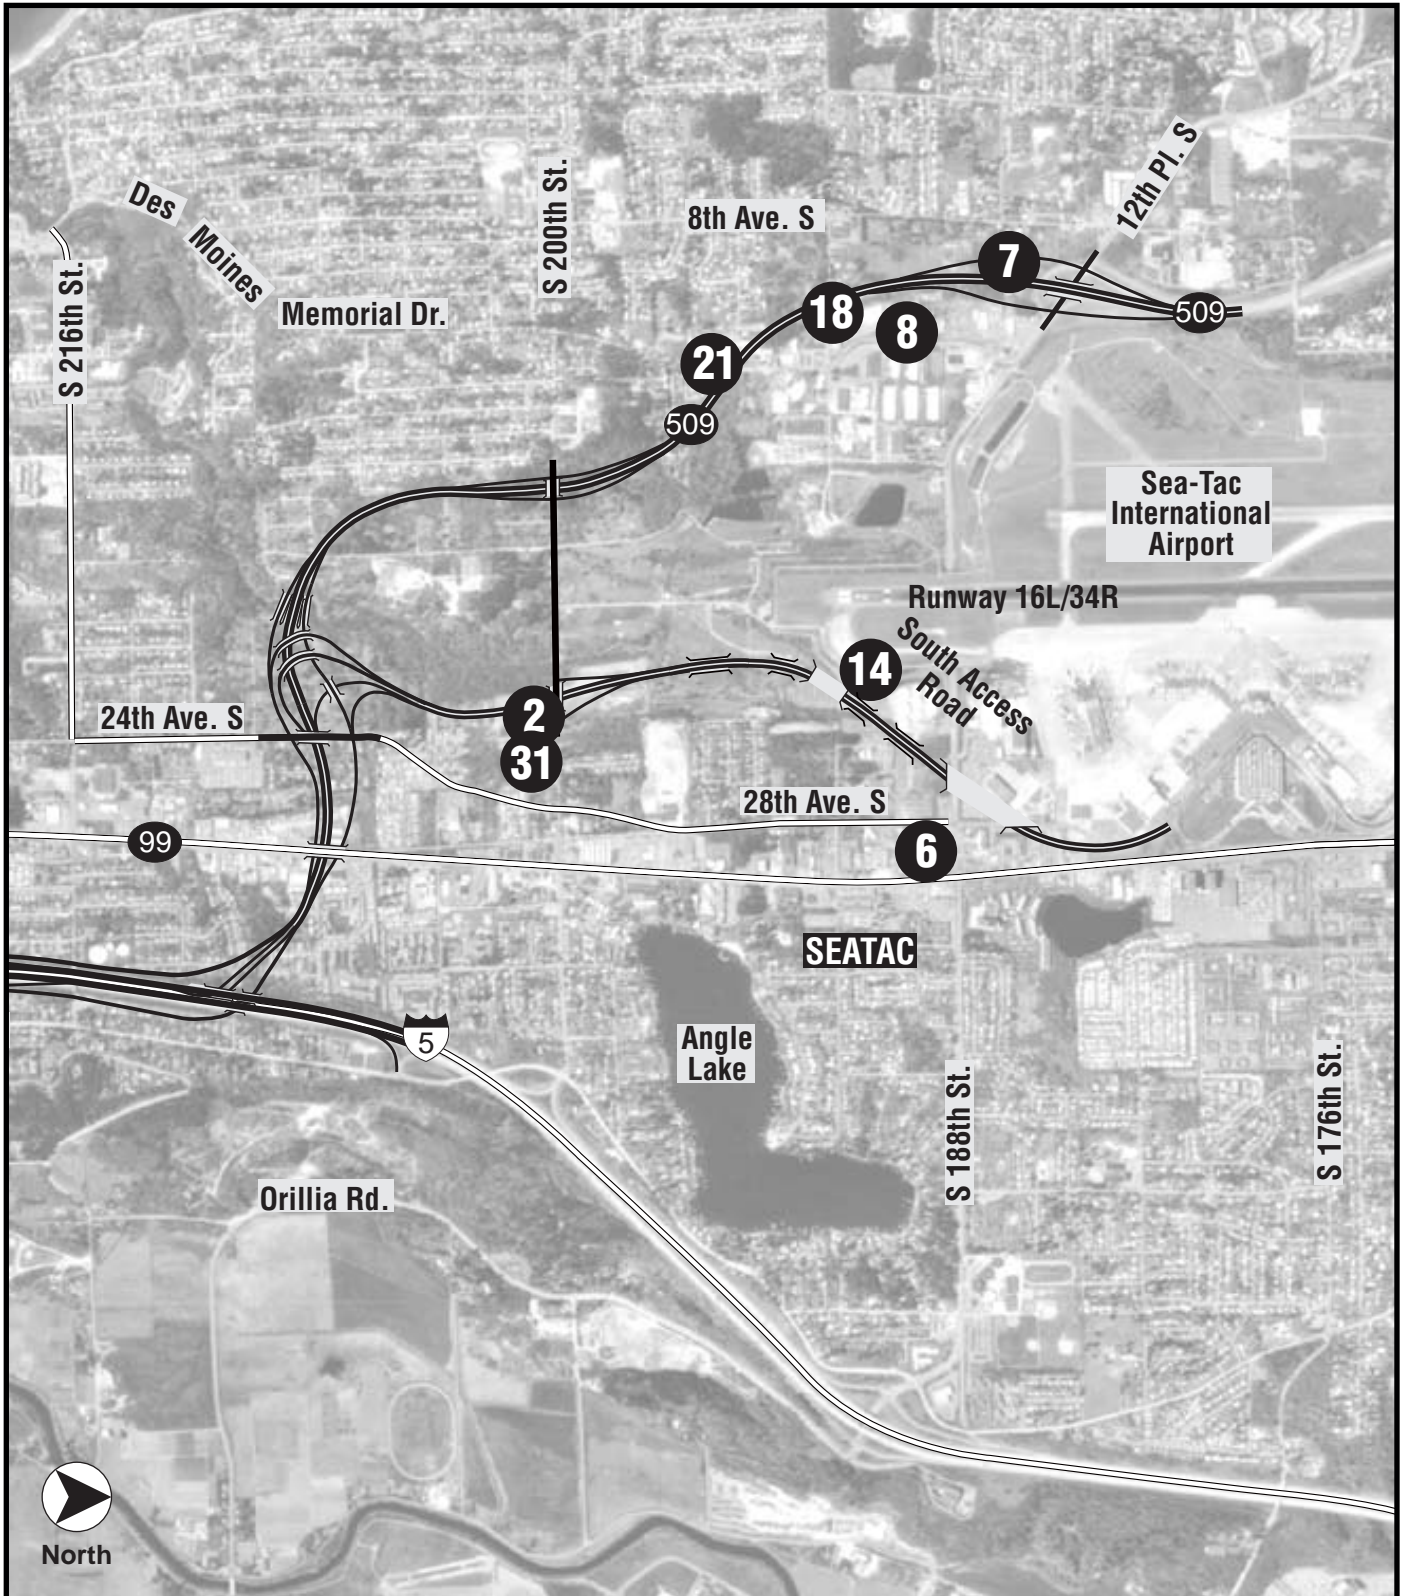 12th Pl. S
Des
Moines
Memorial Dr.
S 200th St.
8th Ave. S
S 216th St.
7
18
8
509
21
509
Sea-Tac
International
Airport
Runway 16L/34R
South Access
Road
14
24th Ave. S
2
31
28th Ave. S
99
6
SEATAC
5
Angle
Lake
S 188th St.
S 176th St.
Orillia Rd.
North